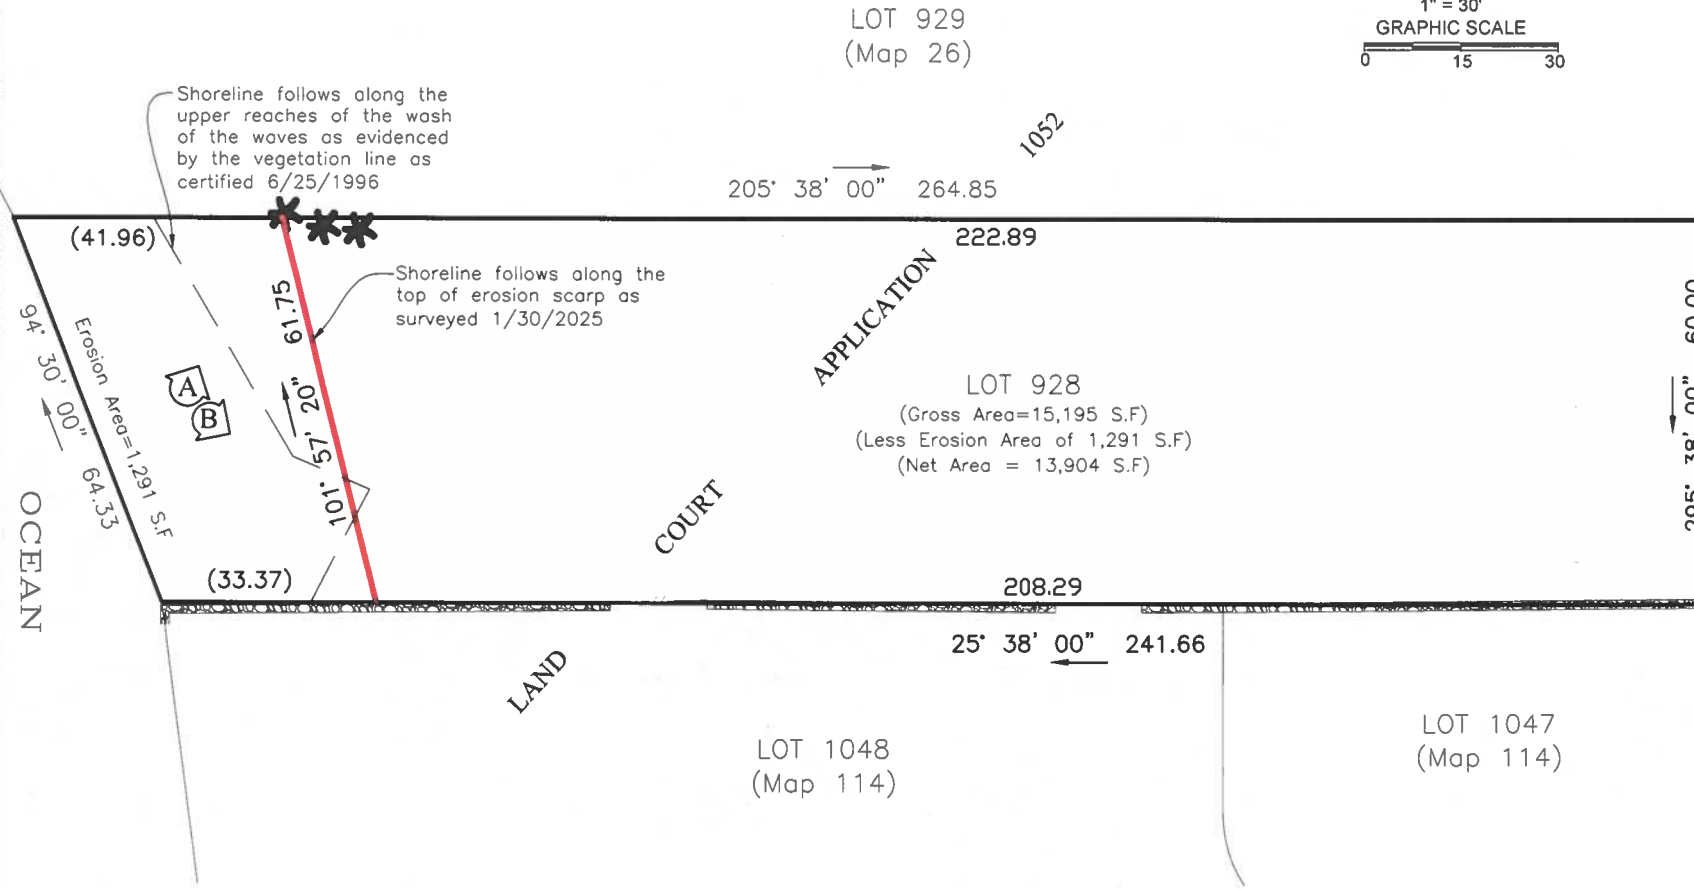 LOT 929
(Map 26)
1" = 30'
GRAPHIC SCALE
0 15 30
Shoreline follows along the
upper reaches of the wash
of the waves as evidenced
by the vegetation line as
certified 6/25/1996
1052
205° 38' 00" 264.85
(41.96)
222.89
Shoreline follows along the
top of erosion scarp as
surveyed 1/30/2025
61.75
101° 57' 20"
94° 30' 00" 64.33
Erosion Area=1,291 S.F
A
B
APPLICATION
LOT 928
(Gross Area=15,195 S.F)
(Less Erosion Area of 1,291 S.F)
(Net Area = 13,904 S.F)
295° 38' 00" 60.00
COURT
OCEAN
(33.37)
208.29
25° 38' 00" 241.66
LAND
LOT 1048
(Map 114)
LOT 1047
(Map 114)